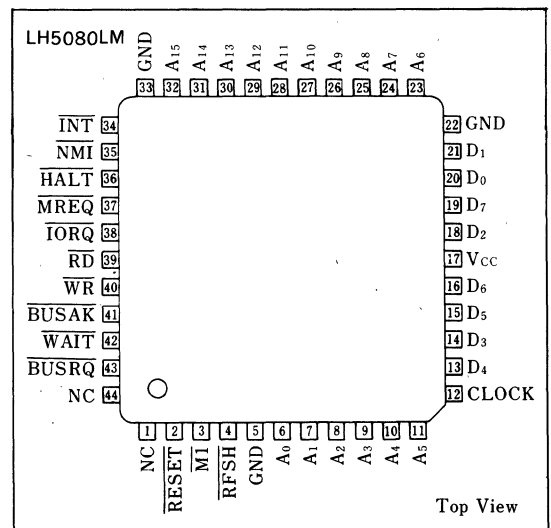 LH5080LM
GND A15 A14 A13 A12 A11 A10 A9 A8 A7 A6
33 32 31 30 29 28 27 26 25 24 23
INT 34
NMI 35
HALT 36
MREQ 37
IORQ 38
RD 39
WR 40
BUSAK 41
WAIT 42
BUSRQ 43
NC 44
22 GND
21 D1
20 D0
19 D7
18 D2
17 VCC
16 D6
15 D5
14 D3
13 D4
12 CLOCK
1 2 3 4 5 6 7 8 9 10 11
NC RESET M1 RFSH GND A0 A1 A2 A3 A4 A5
Top View